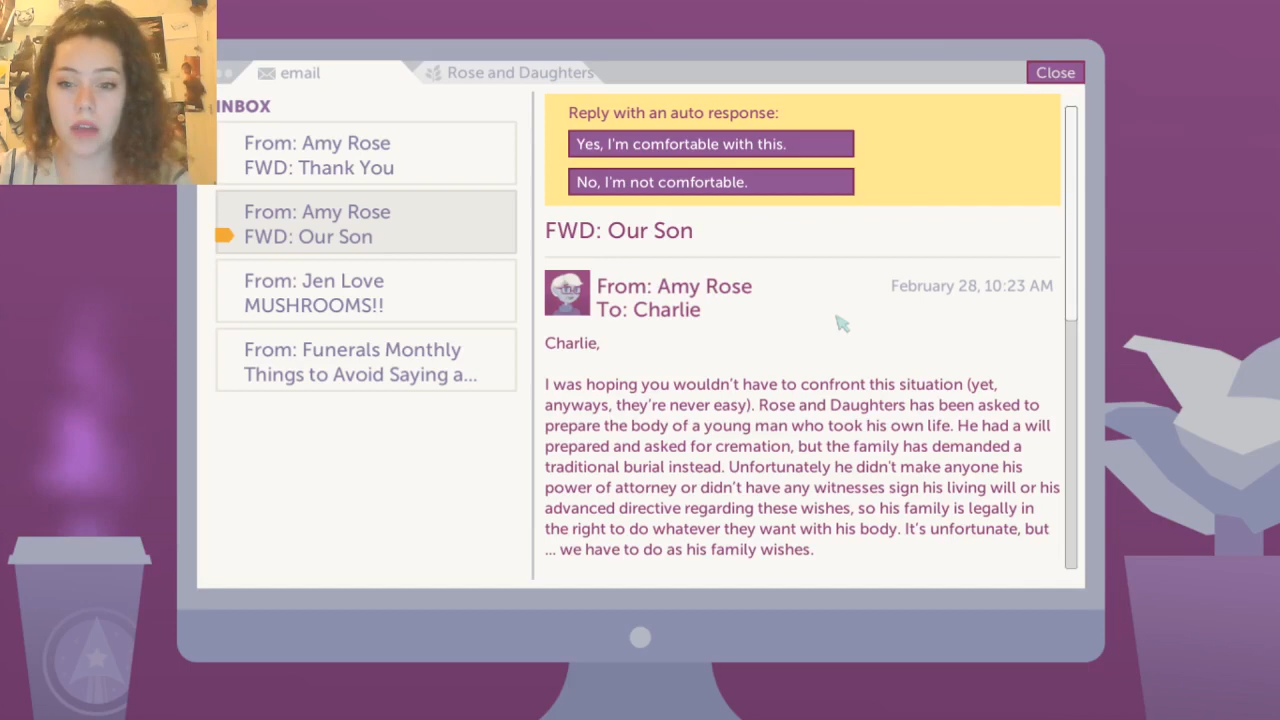 email
Rose and Daughters
Close
INBOX
From: Amy Rose
FWD: Thank You
From: Amy Rose
FWD: Our Son
From: Jen Love
MUSHROOMS!!
From: Funerals Monthly
Things to Avoid Saying a...
Reply with an auto response:
Yes, I'm comfortable with this.
No, I'm not comfortable.
FWD: Our Son
From: Amy Rose
February 28, 10:23 AM
To: Charlie
Charlie,
I was hoping you wouldn't have to confront this situation (yet,
anyways, they're never easy). Rose and Daughters has been asked to
prepare the body of a young man who took his own life. He had a will
prepared and asked for cremation, but the family has demanded a
traditional burial instead. Unfortunately he didn't make anyone his
power of attorney or didn't have any witnesses sign his living will or his
advanced directive regarding these wishes, so his family is legally in
the right to do whatever they want with his body. It's unfortunate, but
... we have to do as his family wishes.